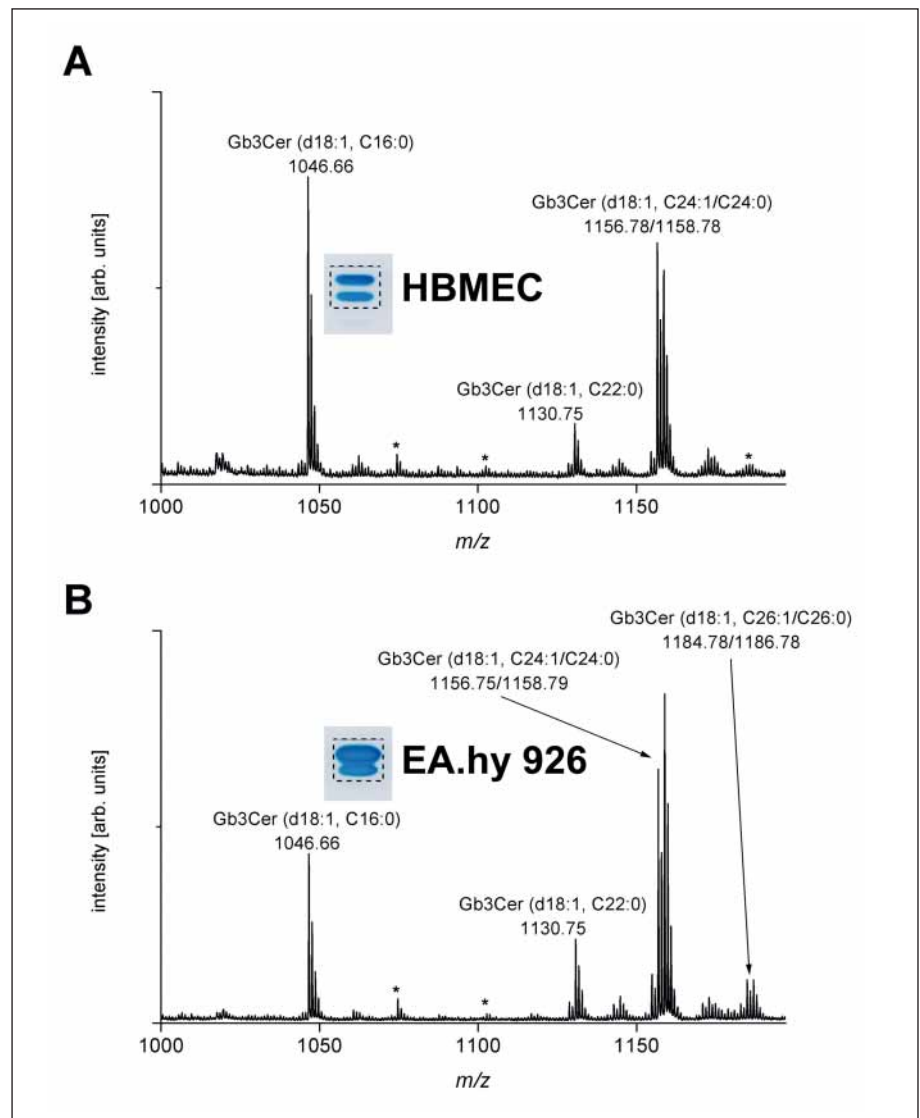 A
Gb3Cer (d18:1, C16:0)
1046.66
Gb3Cer (d18:1, C24:1/C24:0)
1156.78/1158.78
HBMEC
Gb3Cer (d18:1, C22:0)
1130.75
intensity [arb. units]
* * *
1000 1050 1100 1150
m/z
B
Gb3Cer (d18:1, C26:1/C26:0)
1184.78/1186.78
Gb3Cer (d18:1, C24:1/C24:0)
1156.75/1158.79
EA.hy 926
Gb3Cer (d18:1, C16:0)
1046.66
Gb3Cer (d18:1, C22:0)
1130.75
intensity [arb. units]
* *
1000 1050 1100 1150
m/z